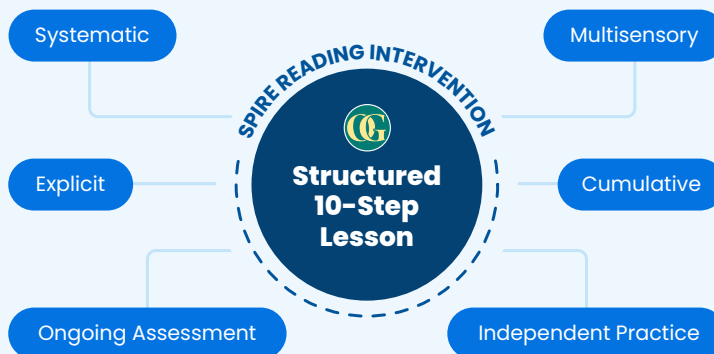 Systematic
Multisensory
SPIRE READING INTERVENTION
OG
Structured
10-Step
Lesson
Explicit
Cumulative
Ongoing Assessment
Independent Practice